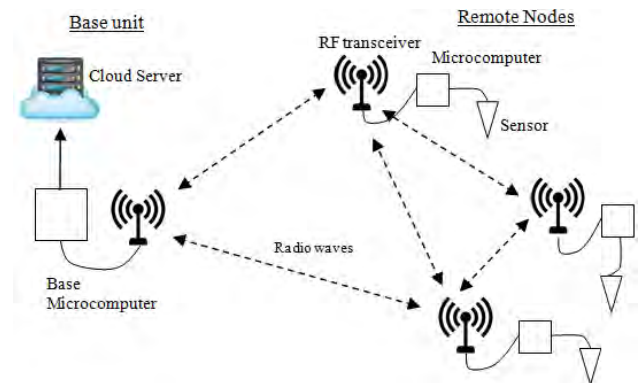 Base unit
Remote Nodes
Cloud Server
RF transceiver
Microcomputer
Sensor
Radio waves
Base
Microcomputer